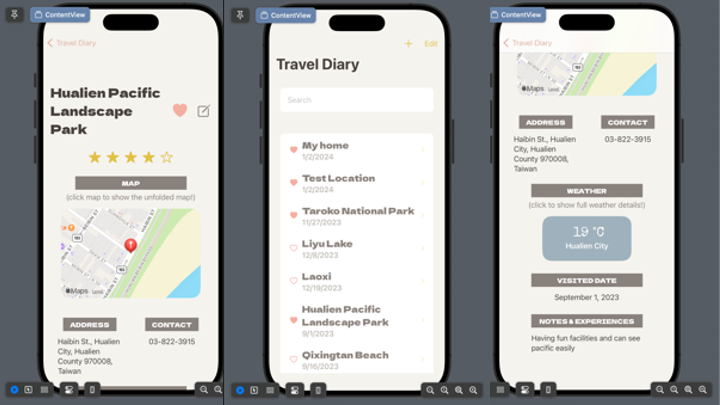 ContentView
Travel Diary
Hualien Pacific
Landscape
Park
MAP
(click map to show the unfolded map!)
HAIBIN ST
193
Maps Legal
ADDRESS
CONTACT
Haibin St., Hualien
City, Hualien
County 970008,
Taiwan
03-822-3915
ContentView
Edit
Travel Diary
Search
My home
1/2/2024
Test Location
1/2/2024
Taroko National Park
11/27/2023
Liyu Lake
12/8/2023
Laoxi
12/19/2023
Hualien Pacific
Landscape Park
9/1/2023
Qixingtan Beach
9/16/2023
ContentView
Travel Diary
193
Maps Legal
ADDRESS
CONTACT
Haibin St., Hualien
City, Hualien
County 970008,
Taiwan
03-822-3915
WEATHER
(click to show full weather details!)
19 °C
Hualien City
VISITED DATE
September 1, 2023
NOTES & EXPERIENCES
Having fun facilities and can see
pacific easily